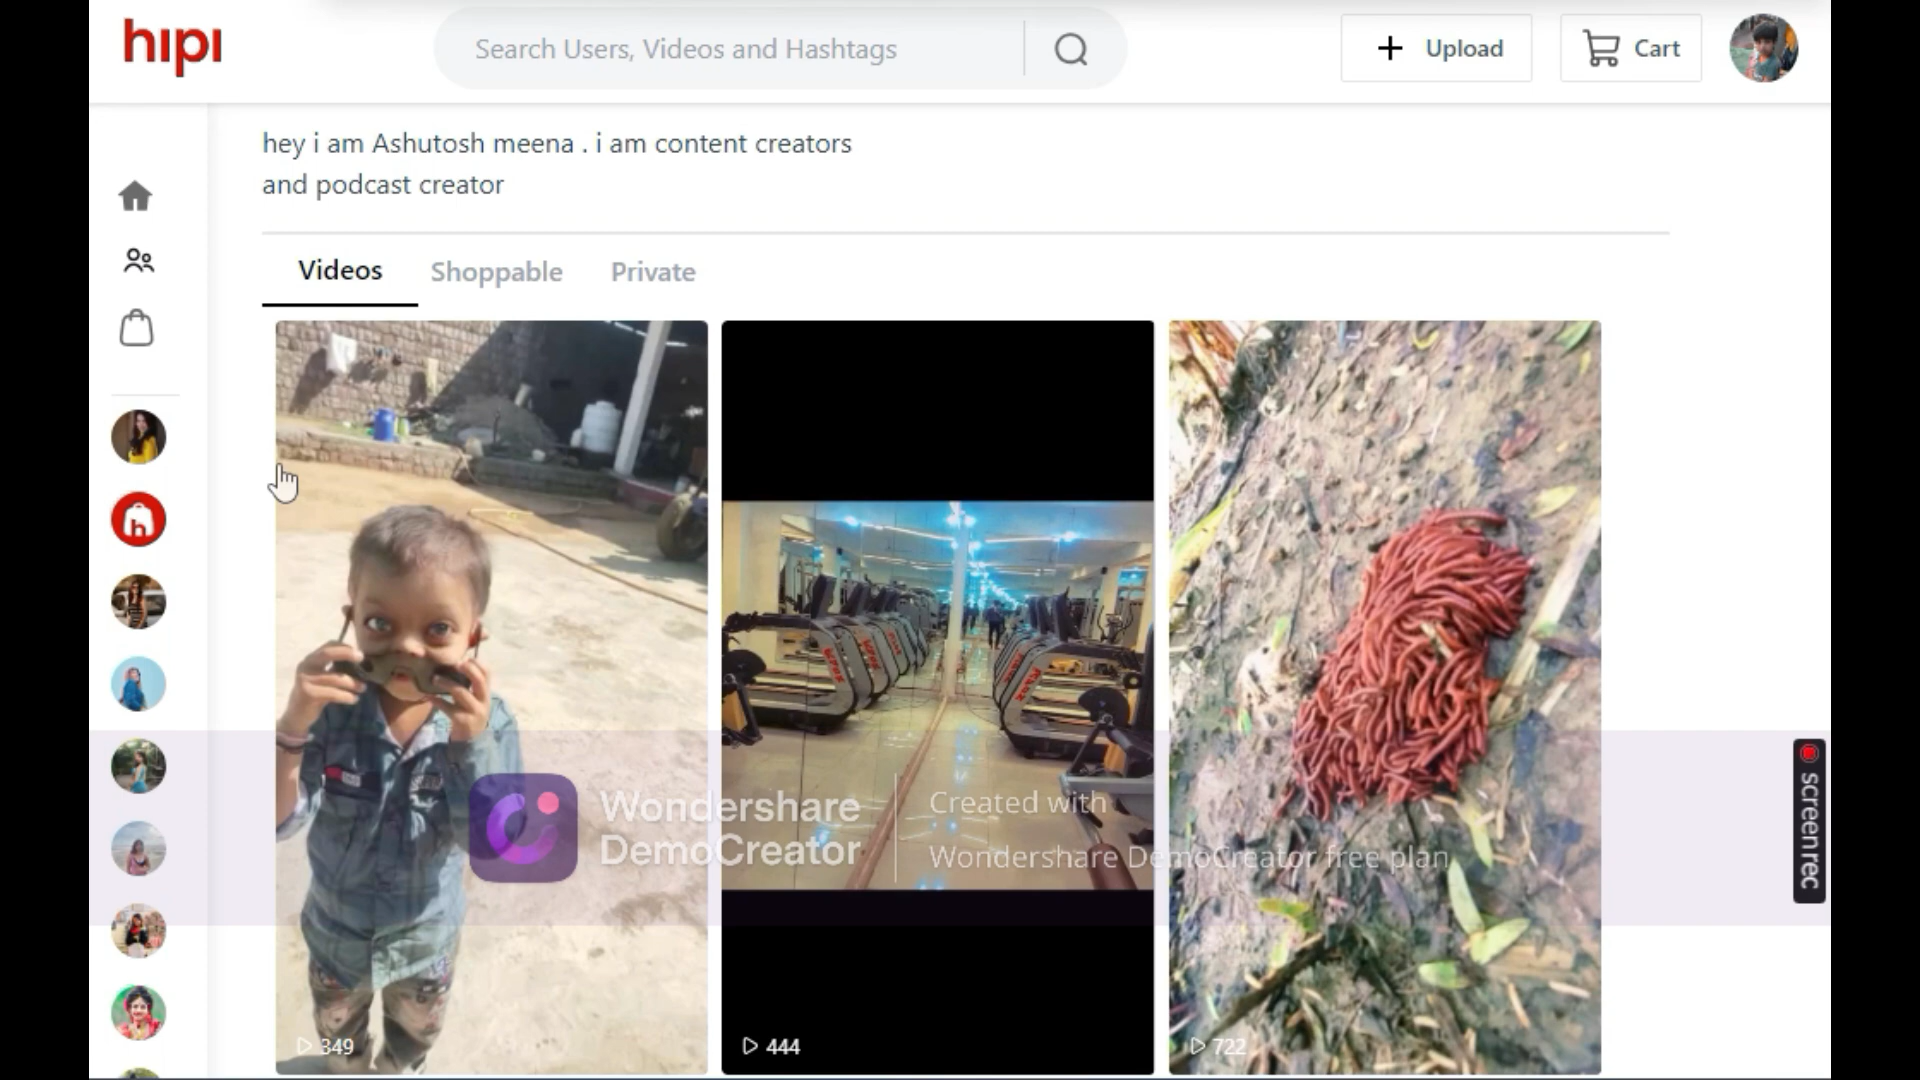 hipi
Search Users, Videos and Hashtags
Upload
Cart
hey i am Ashutosh meena . i am content creators
and podcast creator
Videos
Shoppable
Private
Wondershare
DemoCreator
Created with
Wondershare DemoCreator free plan
screenrec
349
444
722